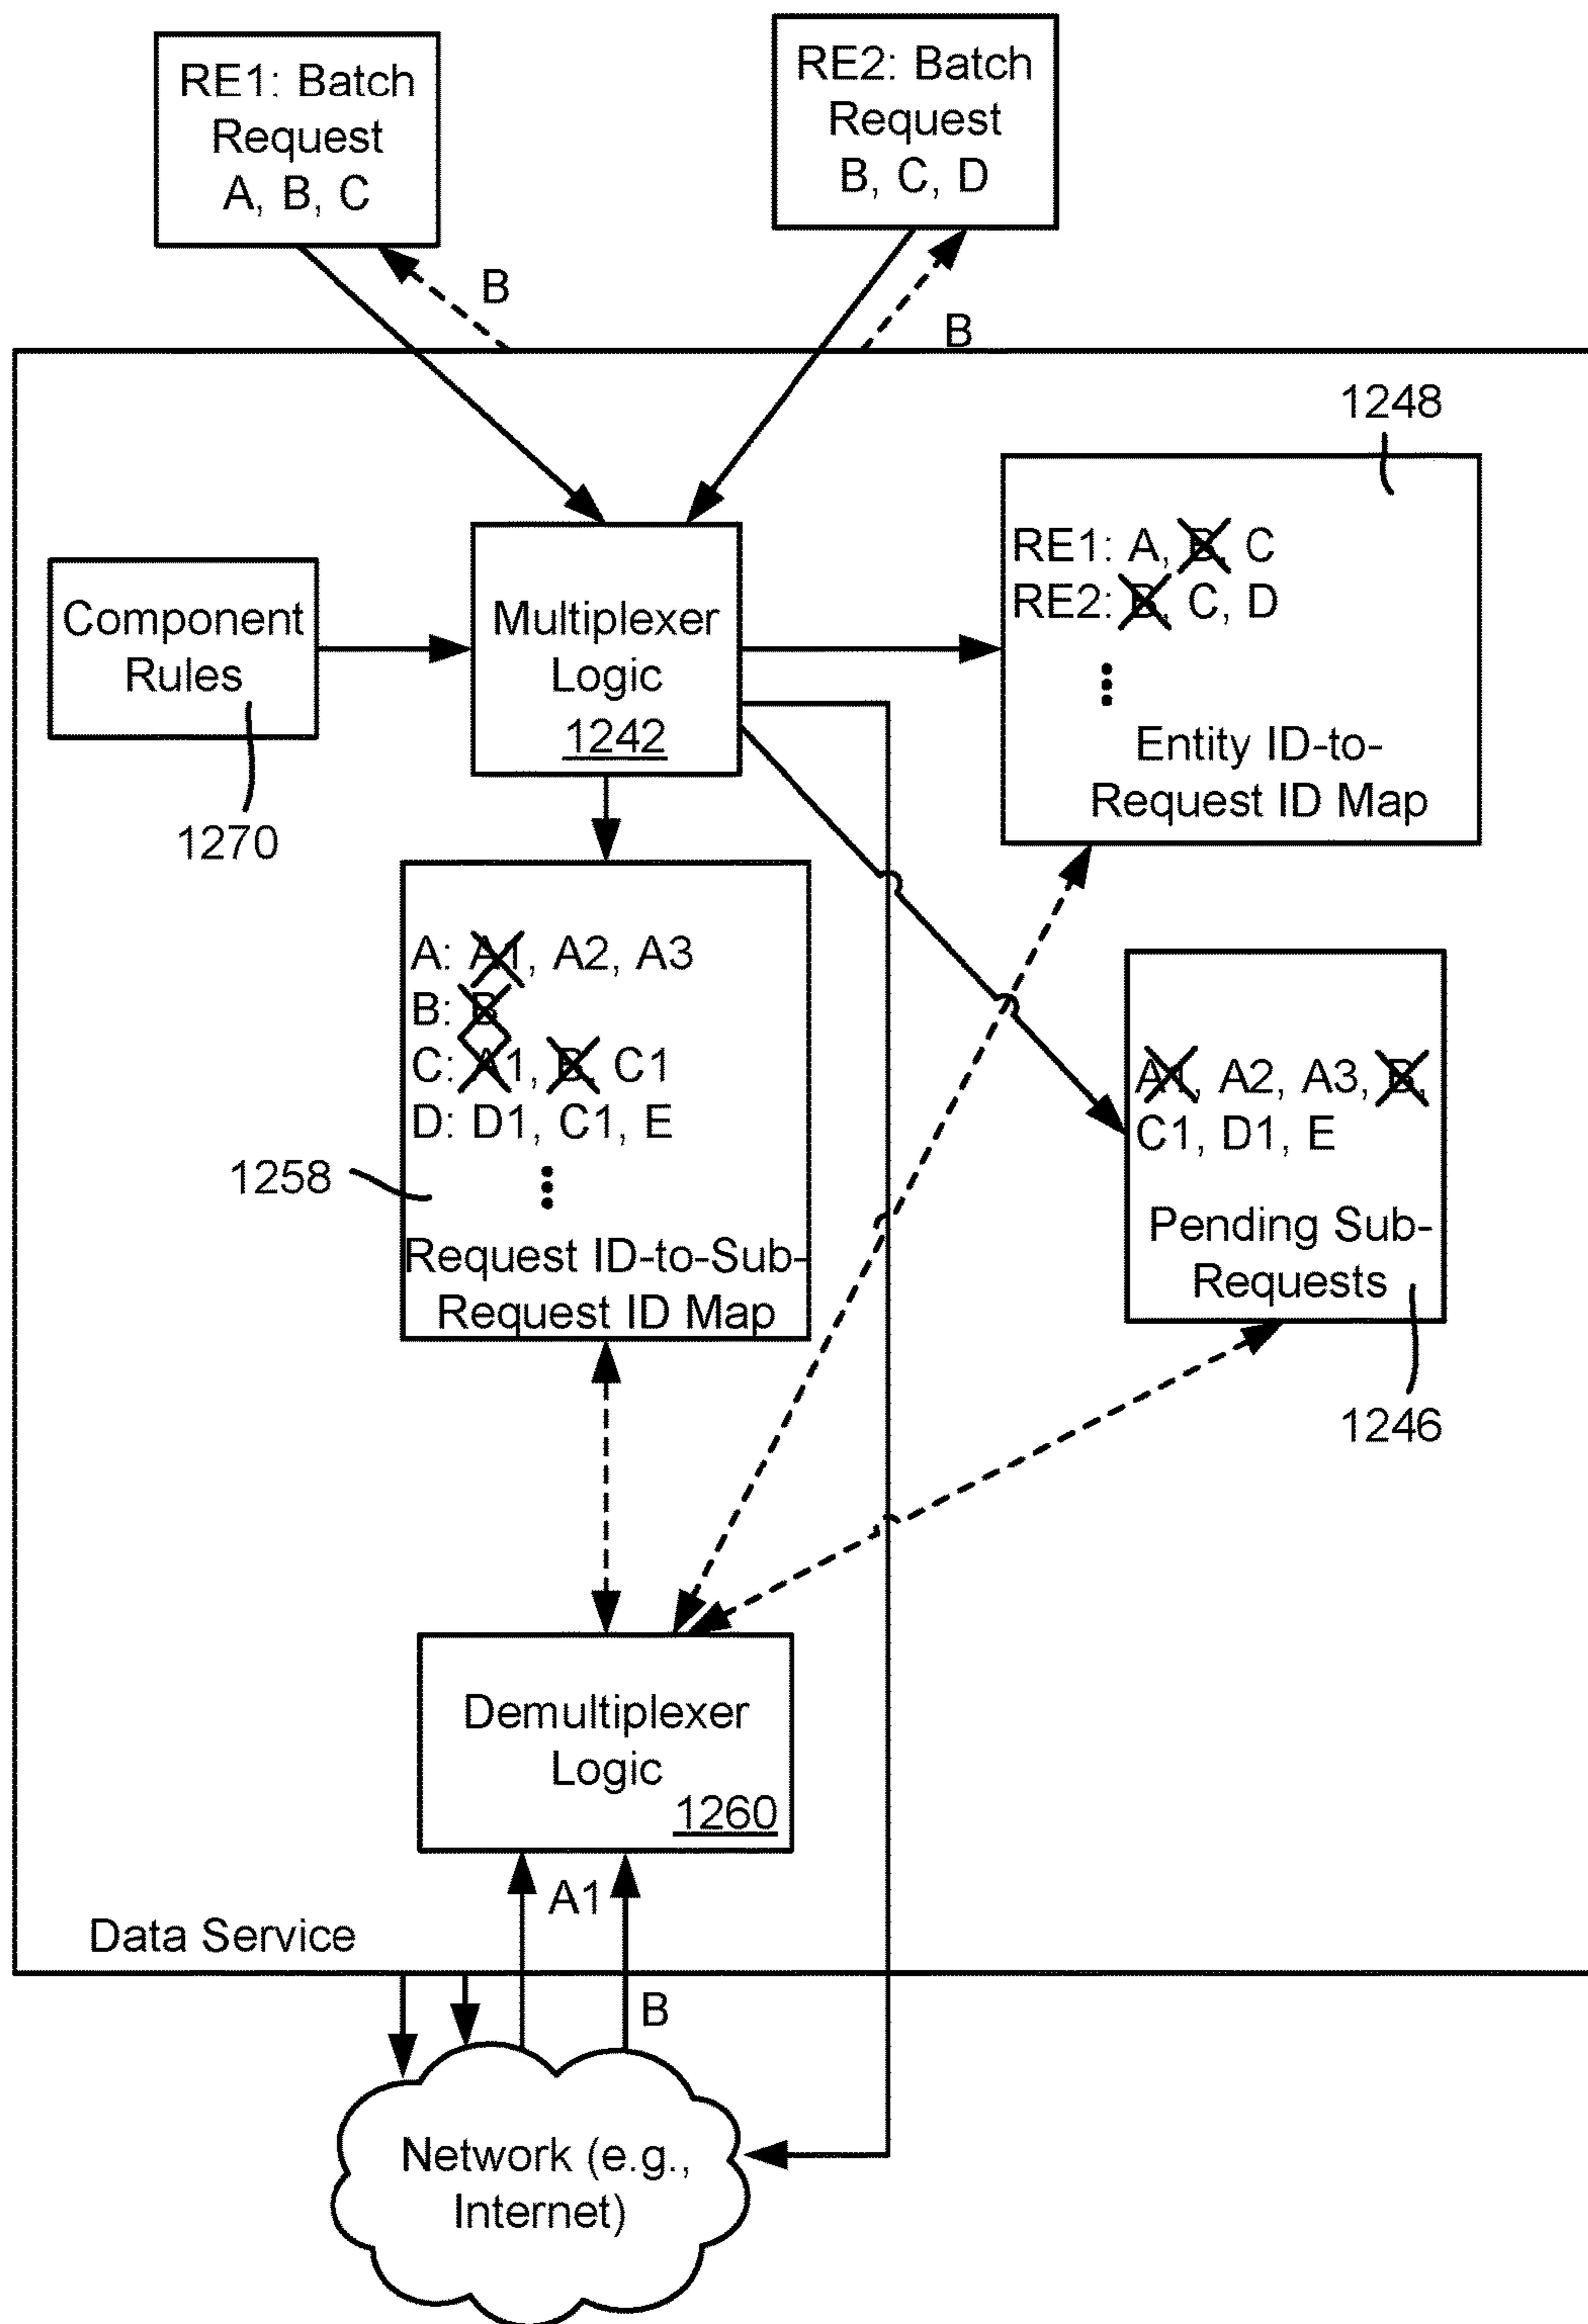 RE1: Batch
Request
A, B, C
RE2: Batch
Request
B, C, D
B
B
1248
RE1: A, B, C
RE2: B, C, D
Entity ID-to-
Request ID Map
Component
Rules
1270
Multiplexer
Logic
1242
A: A1, A2, A3
B: B
C: A1, B, C1
D: D1, C1, E
1258
Request ID-to-Sub-
Request ID Map
A1, A2, A3, B,
C1, D1, E
Pending Sub-
Requests
1246
Demultiplexer
Logic
1260
A1
Data Service
B
Network (e.g.,
Internet)